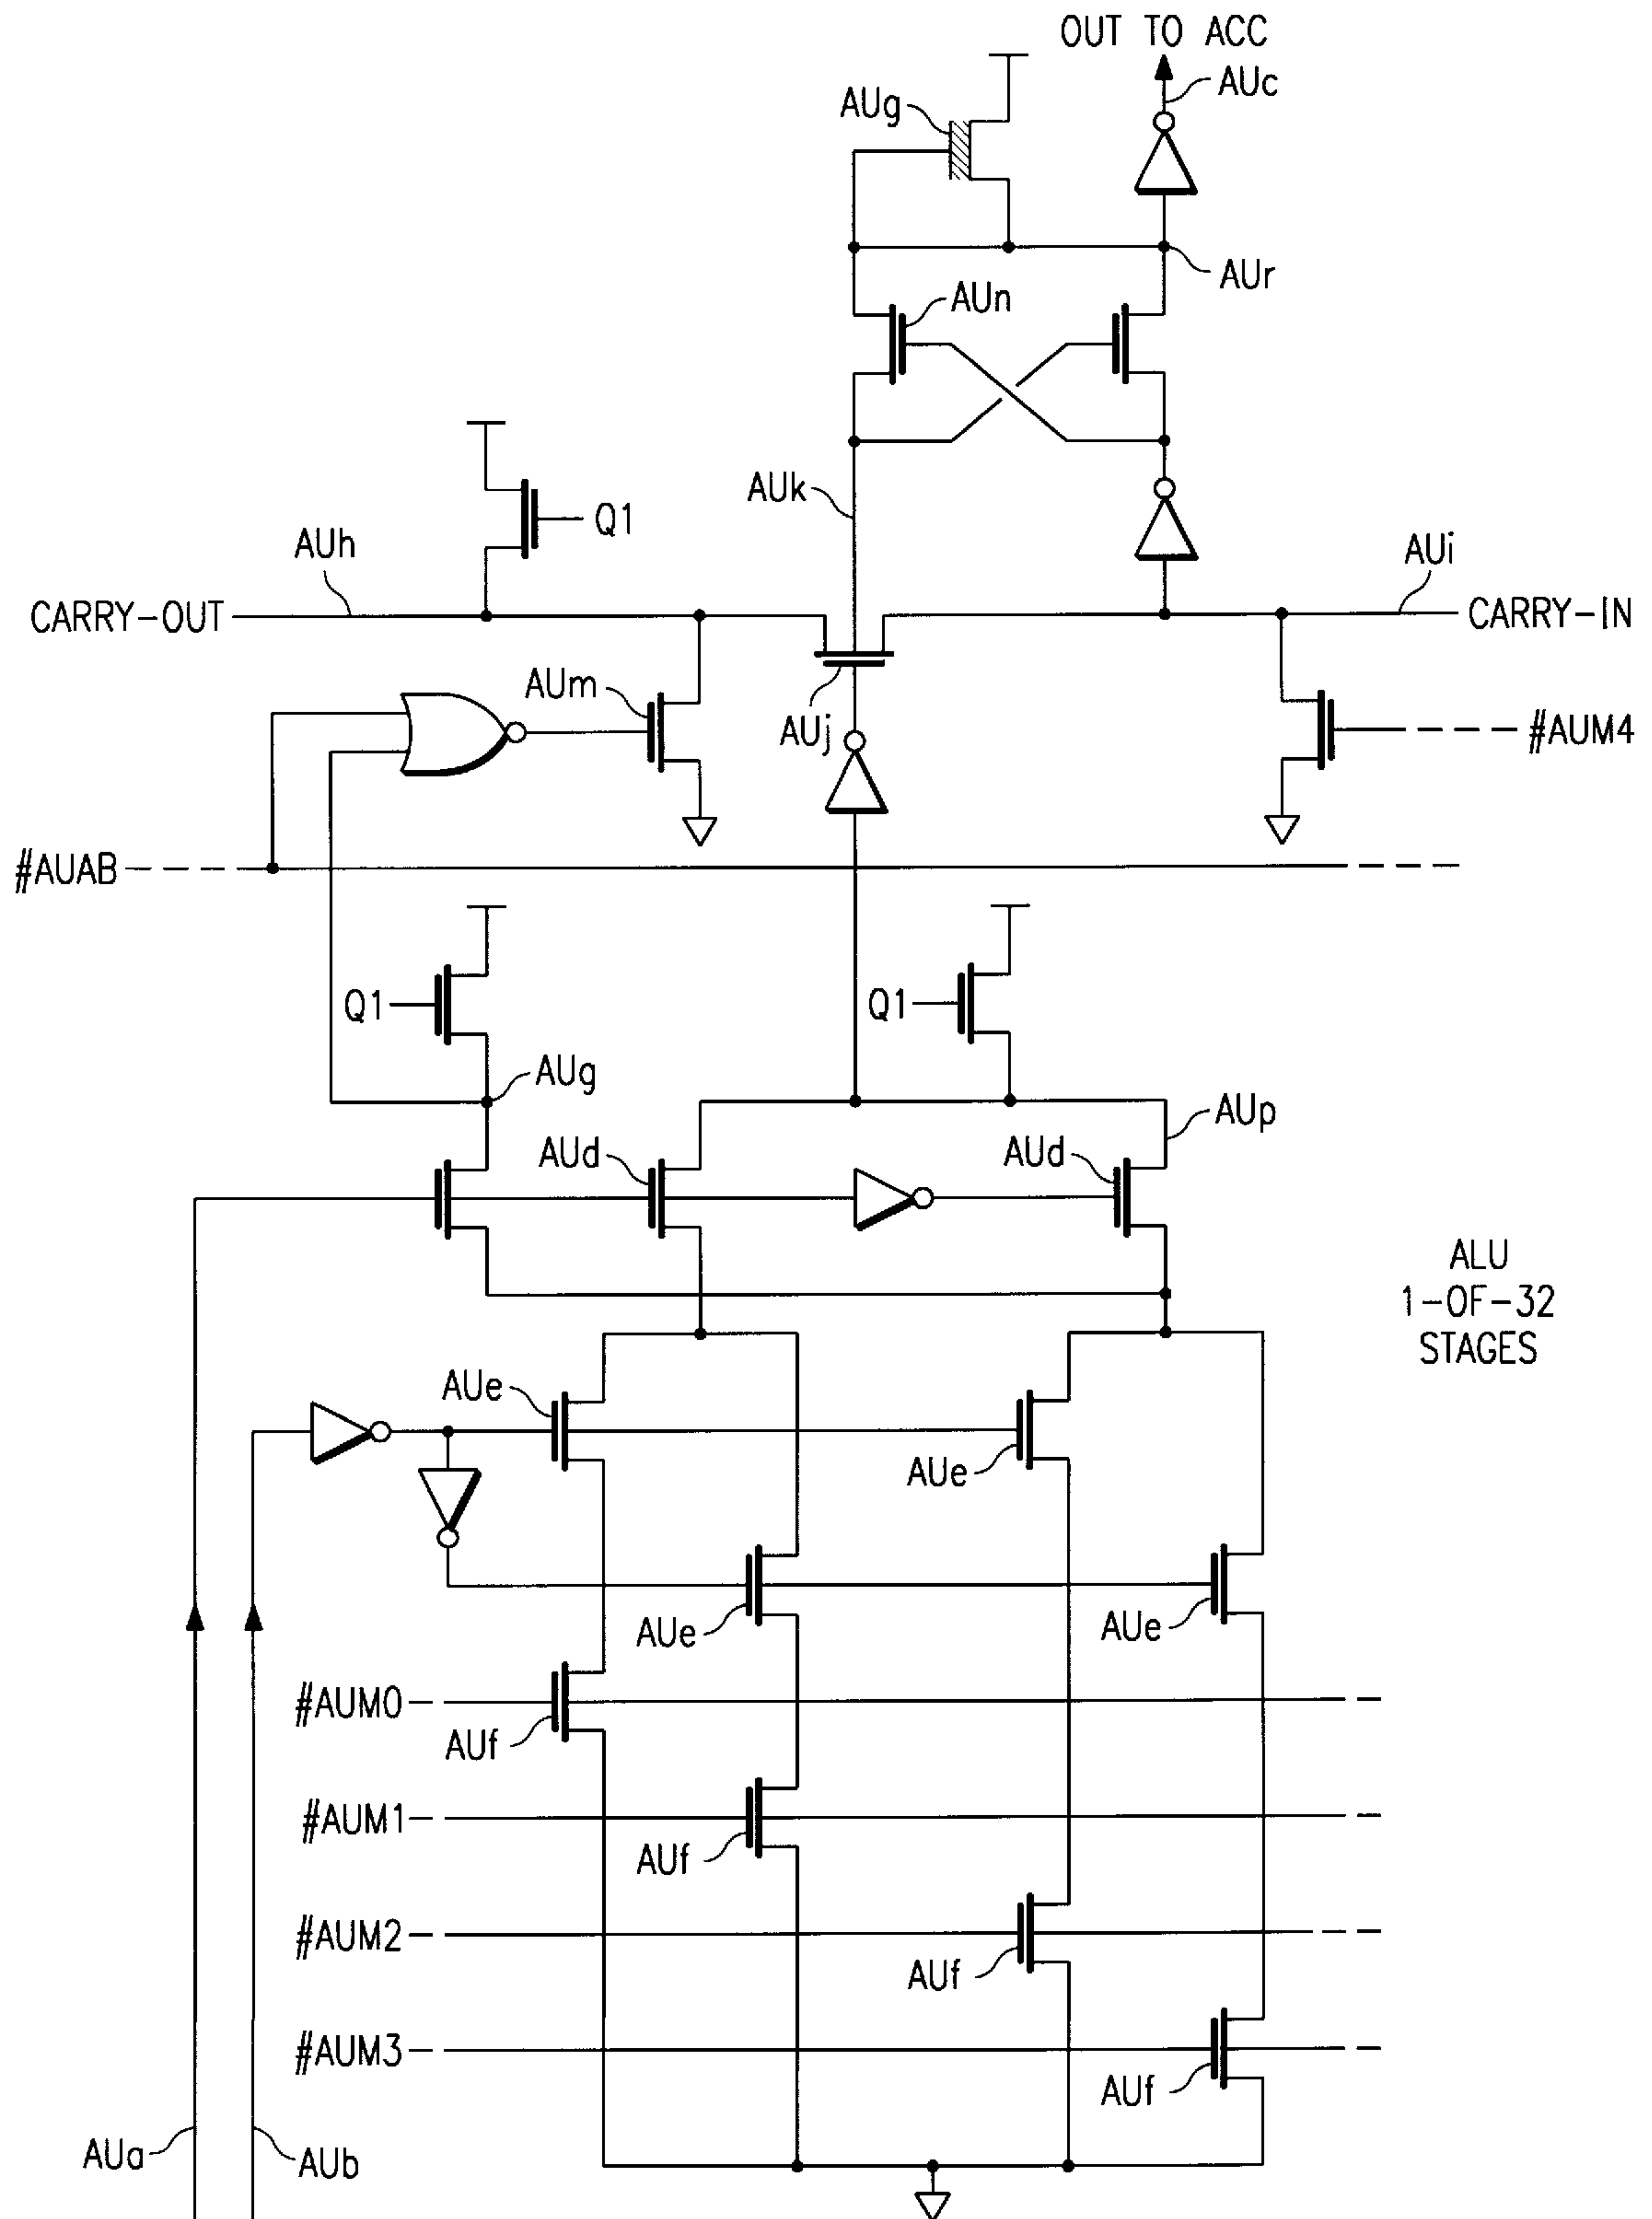 OUT TO ACC
AUc
AUg
AUr
AUn
AUk
Q1
AUh
AUi
CARRY-OUT
CARRY-IN
AUm
AUj
#AUM4
#AUAB
Q1
Q1
AUg
AUp
AUd
AUd
ALU
1-OF-32
STAGES
AUe
AUe
AUe
AUe
#AUM0
AUf
#AUM1
AUf
#AUM2
AUf
#AUM3
AUf
AUa
AUb